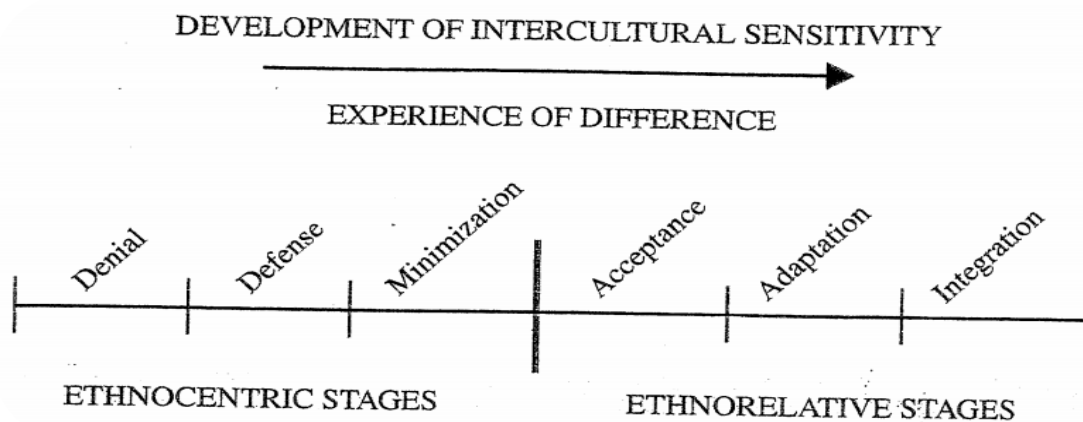 DEVELOPMENT OF INTERCULTURAL SENSITIVITY
EXPERIENCE OF DIFFERENCE
Denial
Defense
Minimization
Acceptance
Adaptation
Integration
ETHNOCENTRIC STAGES
ETHNORELATIVE STAGES